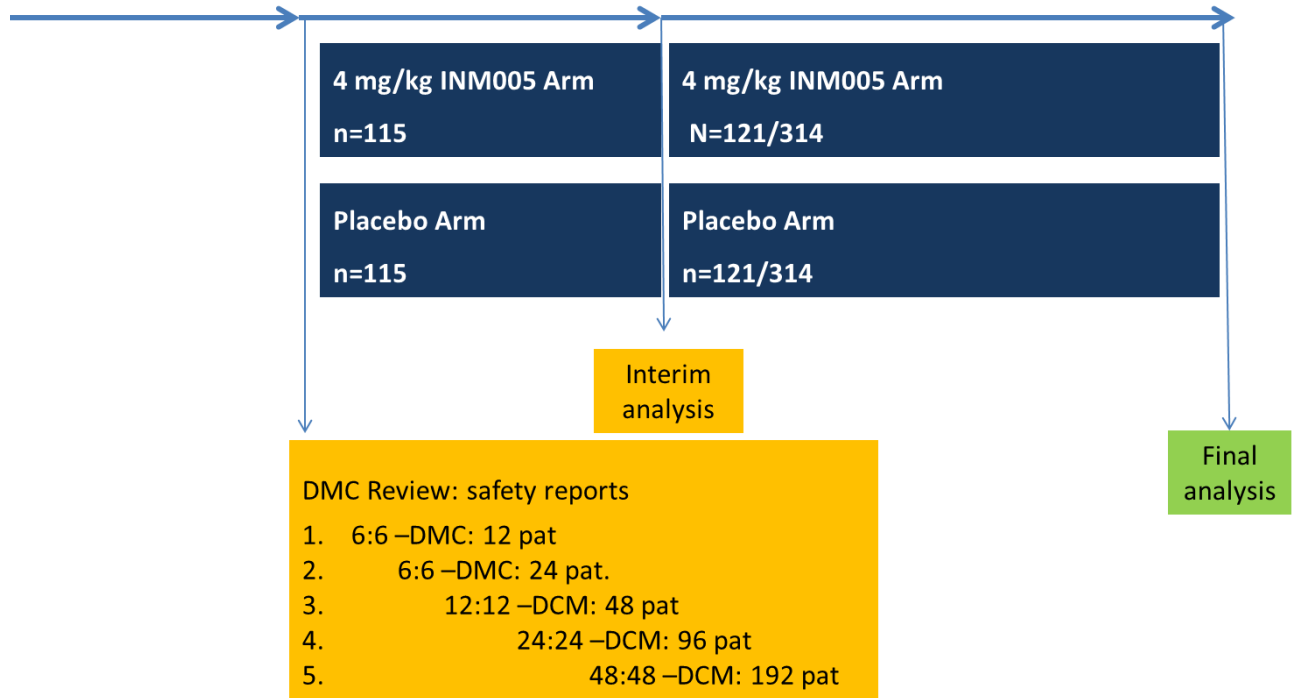 4 mg/kg INM005 Arm
n=115
4 mg/kg INM005 Arm
N=121/314
Placebo Arm
n=115
Placebo Arm
n=121/314
Interim
analysis
Final
analysis
DMC Review: safety reports
1. 6:6 –DMC: 12 pat
2. 6:6 –DMC: 24 pat.
3. 12:12 –DCM: 48 pat
4. 24:24 –DCM: 96 pat
5. 48:48 –DCM: 192 pat